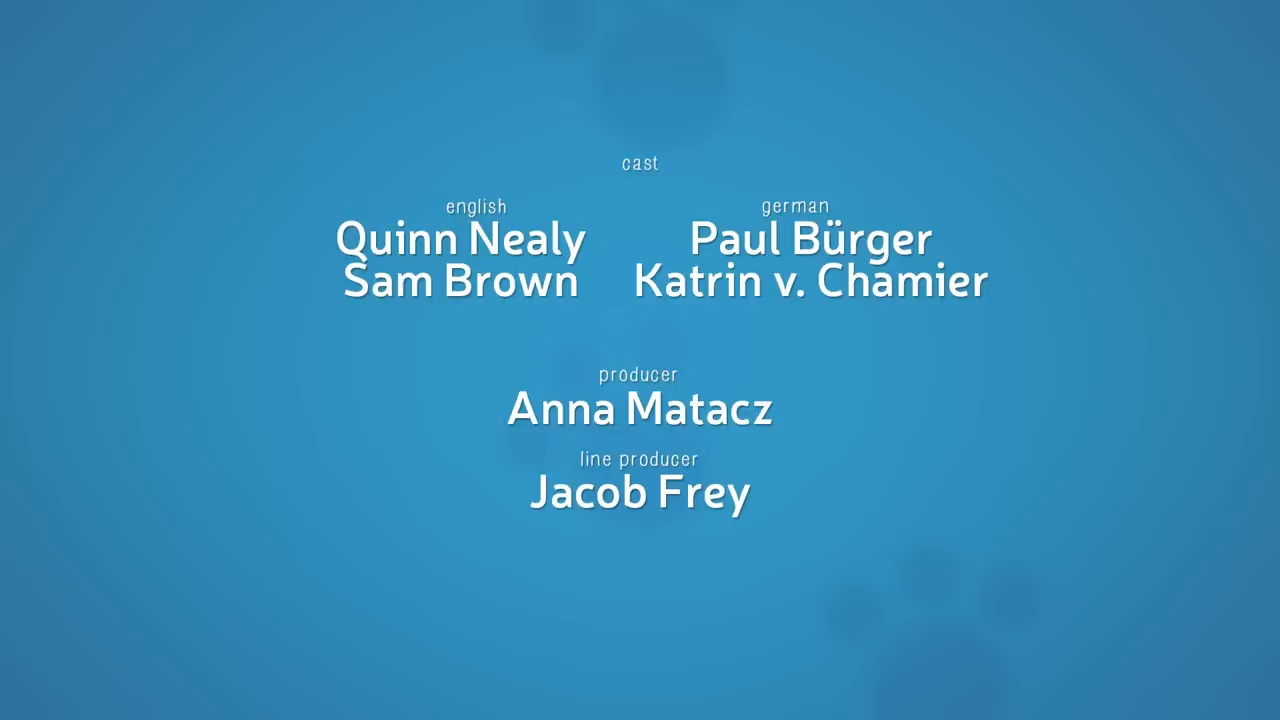 cast
english
Quinn Nealy
Sam Brown
german
Paul Bürger
Katrin v. Chamier
producer
Anna Matacz
line producer
Jacob Frey